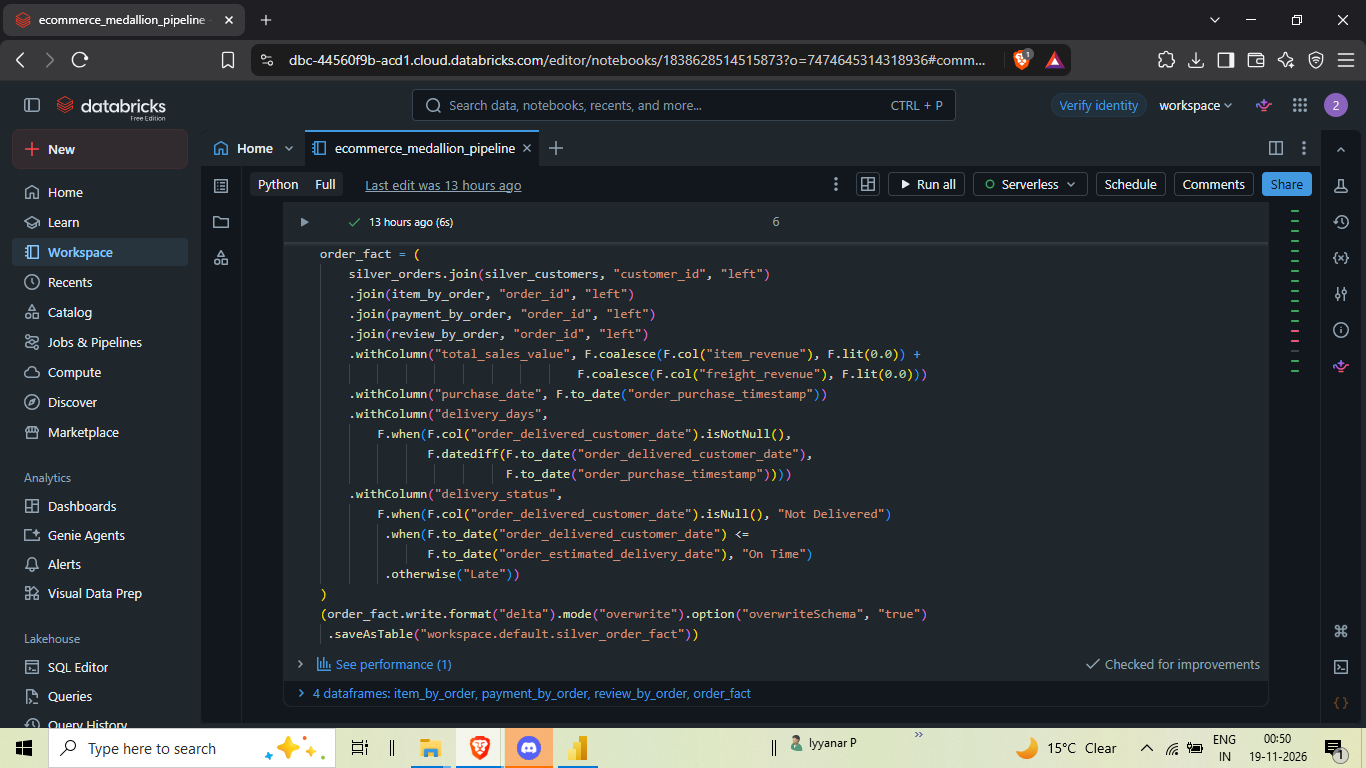 ecommerce_medallion_pipeline
dbc-44560f9b-acd1.cloud.databricks.com/editor/notebooks/1838628514515873?o=7474645314318936#comm...
1
databricks
Free Edition
Search data, notebooks, recents, and more...
CTRL + P
Verify identity
workspace
2
New
Home
Learn
Workspace
Recents
Catalog
Jobs & Pipelines
Compute
Discover
Marketplace
Analytics
Dashboards
Genie Agents
Alerts
Visual Data Prep
Lakehouse
SQL Editor
Queries
Query History
Home
ecommerce_medallion_pipeline
Python
Full
Last edit was 13 hours ago
Run all
Serverless
Schedule
Comments
Share
13 hours ago (6s)
6
order_fact = (
silver_orders.join(silver_customers, "customer_id", "left")
.join(item_by_order, "order_id", "left")
.join(payment_by_order, "order_id", "left")
.join(review_by_order, "order_id", "left")
.withColumn("total_sales_value", F.coalesce(F.col("item_revenue"), F.lit(0.0)) +
F.coalesce(F.col("freight_revenue"), F.lit(0.0)))
.withColumn("purchase_date", F.to_date("order_purchase_timestamp"))
.withColumn("delivery_days",
F.when(F.col("order_delivered_customer_date").isNotNull(),
F.datediff(F.to_date("order_delivered_customer_date"),
F.to_date("order_purchase_timestamp"))))
.withColumn("delivery_status",
F.when(F.col("order_delivered_customer_date").isNull(), "Not Delivered")
.when(F.to_date("order_delivered_customer_date") <=
F.to_date("order_estimated_delivery_date"), "On Time")
.otherwise("Late"))
)
(order_fact.write.format("delta").mode("overwrite").option("overwriteSchema", "true")
.saveAsTable("workspace.default.silver_order_fact"))
See performance (1)
Checked for improvements
4 dataframes: item_by_order, payment_by_order, review_by_order, order_fact
Type here to search
Iyyanar P
15°C Clear
ENG
IN
00:50
19-11-2026
1